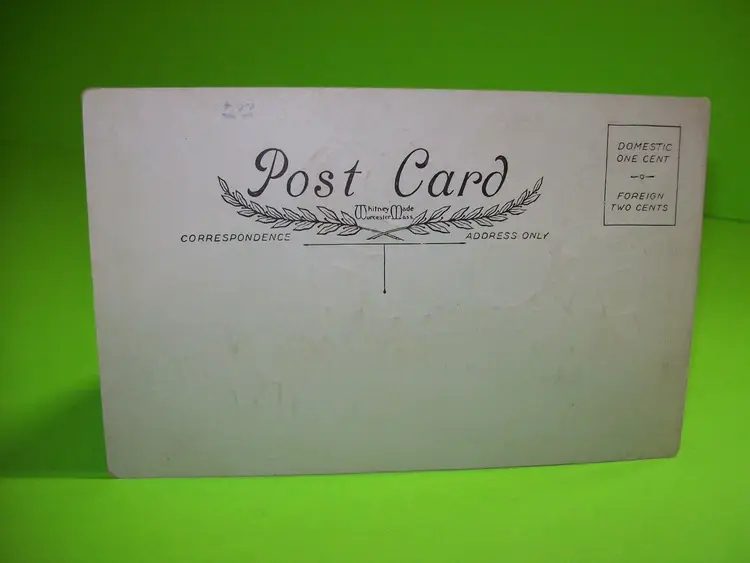 Post Card
Whitney Made
Worcester Mass.
CORRESPONDENCE
ADDRESS ONLY
DOMESTIC
ONE CENT
FOREIGN
TWO CENTS